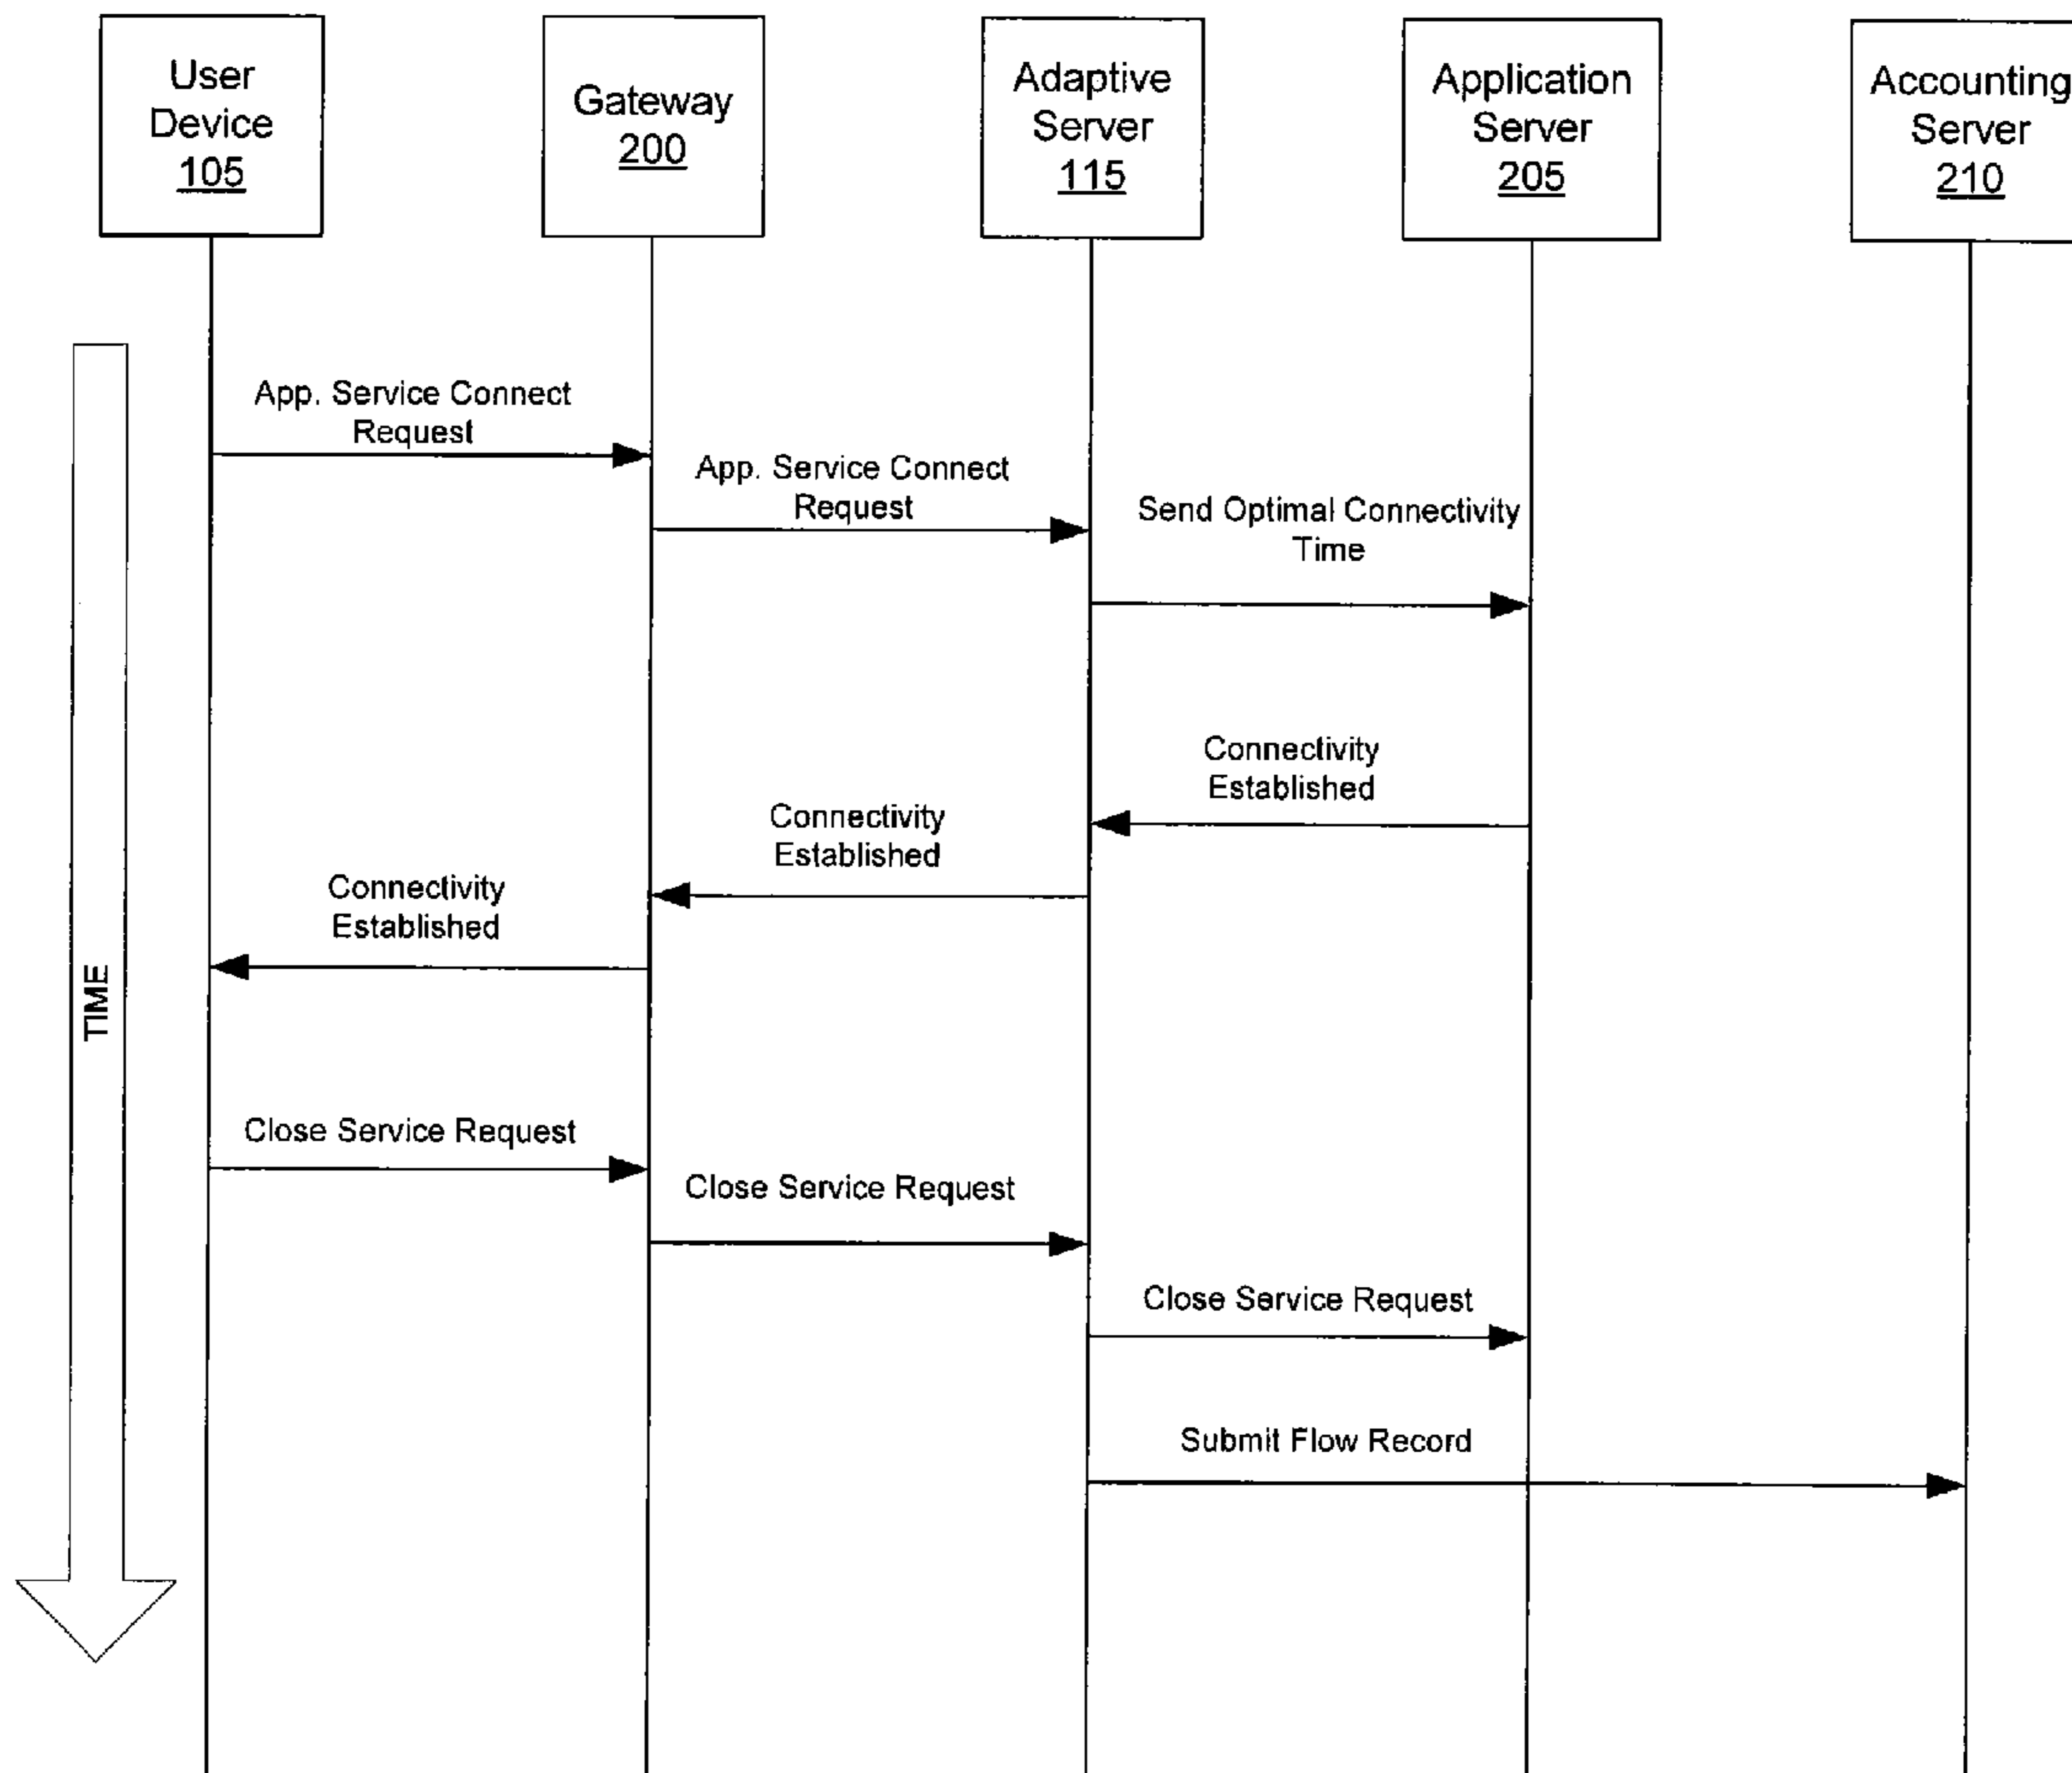 User
Device
105
Gateway
200
Adaptive
Server
115
Application
Server
205
Accounting
Server
210
App. Service Connect
Request
App. Service Connect
Request
Send Optimal Connectivity
Time
Connectivity
Established
Connectivity
Established
Connectivity
Established
TIME
Close Service Request
Close Service Request
Close Service Request
Submit Flow Record